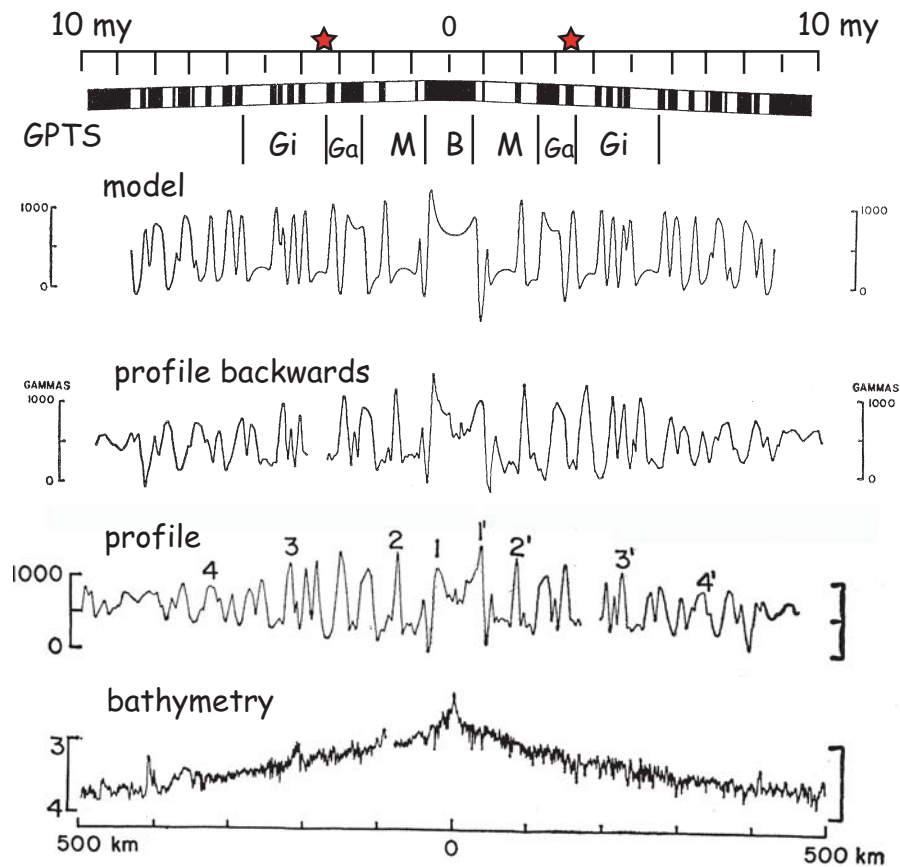 10 my 0 10 my
GPTS Gi Ga M B M Ga Gi
model
1000 1000
0 0
profile backwards
GAMMAS GAMMAS
1000 1000
0 0
profile
1000 4 3 2 1 1' 2' 3' 4'
0
bathymetry
3
4
500 km 0 500 km